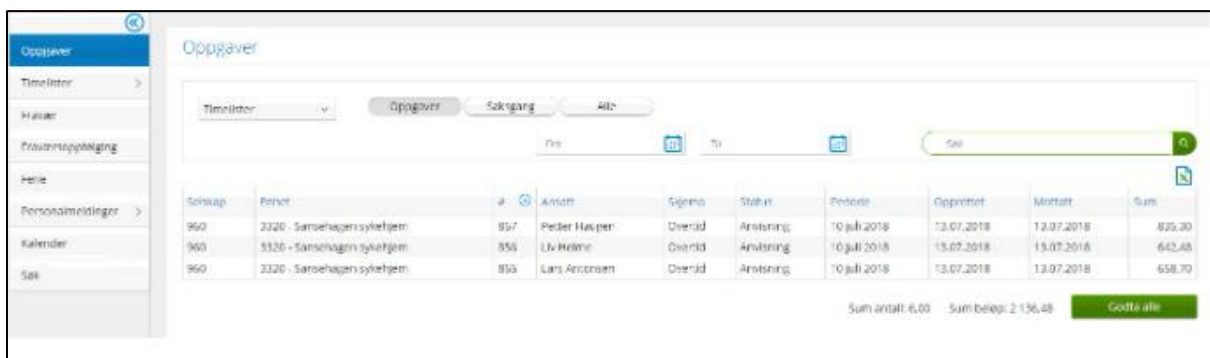 Oppgaver
Oppgaver
Timelister
Timelister
Oppgaver
Saksgang
Alle
Fravær
Fraværsoppfølging
Fra
Til
Søk
Ferie
Personalmeldinger
Selskap Enhet # Ansatt Skjema Status Periode Opprettet Mottatt Sum
960 3320 - Sansehagen sykehjem 857 Overtid Anvisning 10 juli 2018 13.07.2018 13.07.2018 835,30
Kalender
960 3320 - Sansehagen sykehjem 856 Liv Helme Overtid Anvisning 10 juli 2018 13.07.2018 13.07.2018 642,48
Søk
960 3320 - Sansehagen sykehjem 855 Lars Antonsen Overtid Anvisning 10 juli 2018 13.07.2018 13.07.2018 658,70
Sum antall: 6,00 Sum beløp: 2 136,48 Godta alle